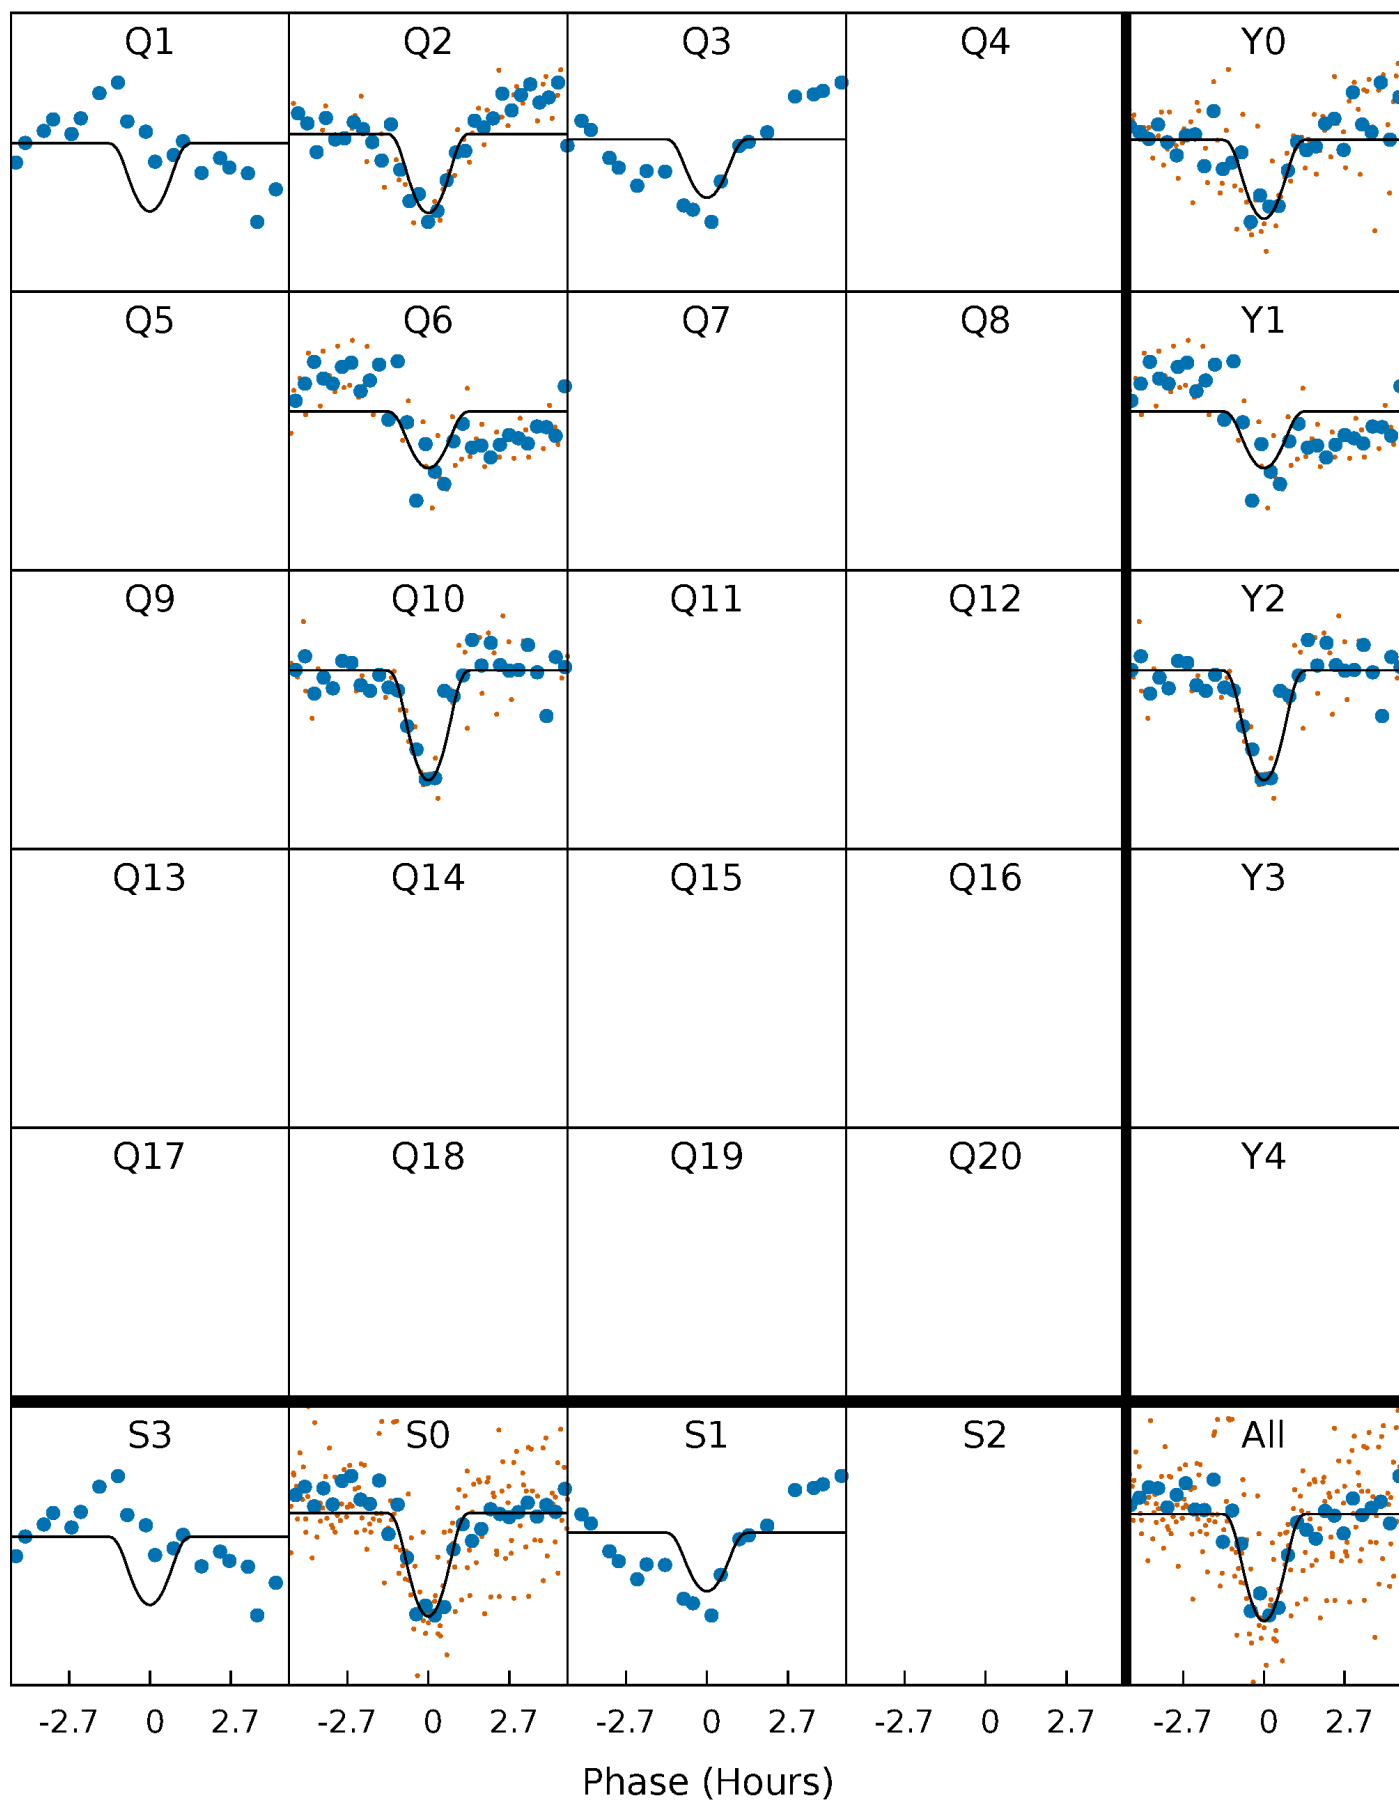 Q1 Q2 Q3 Q4 Y0
Q5 Q6 Q7 Q8 Y1
Q9 Q10 Q11 Q12 Y2
Q13 Q14 Q15 Q16 Y3
Q17 Q18 Q19 Q20 Y4
S3 S0 S1 S2 All
-2.7 0 2.7 -2.7 0 2.7 -2.7 0 2.7 -2.7 0 2.7 -2.7 0 2.7
Phase (Hours)